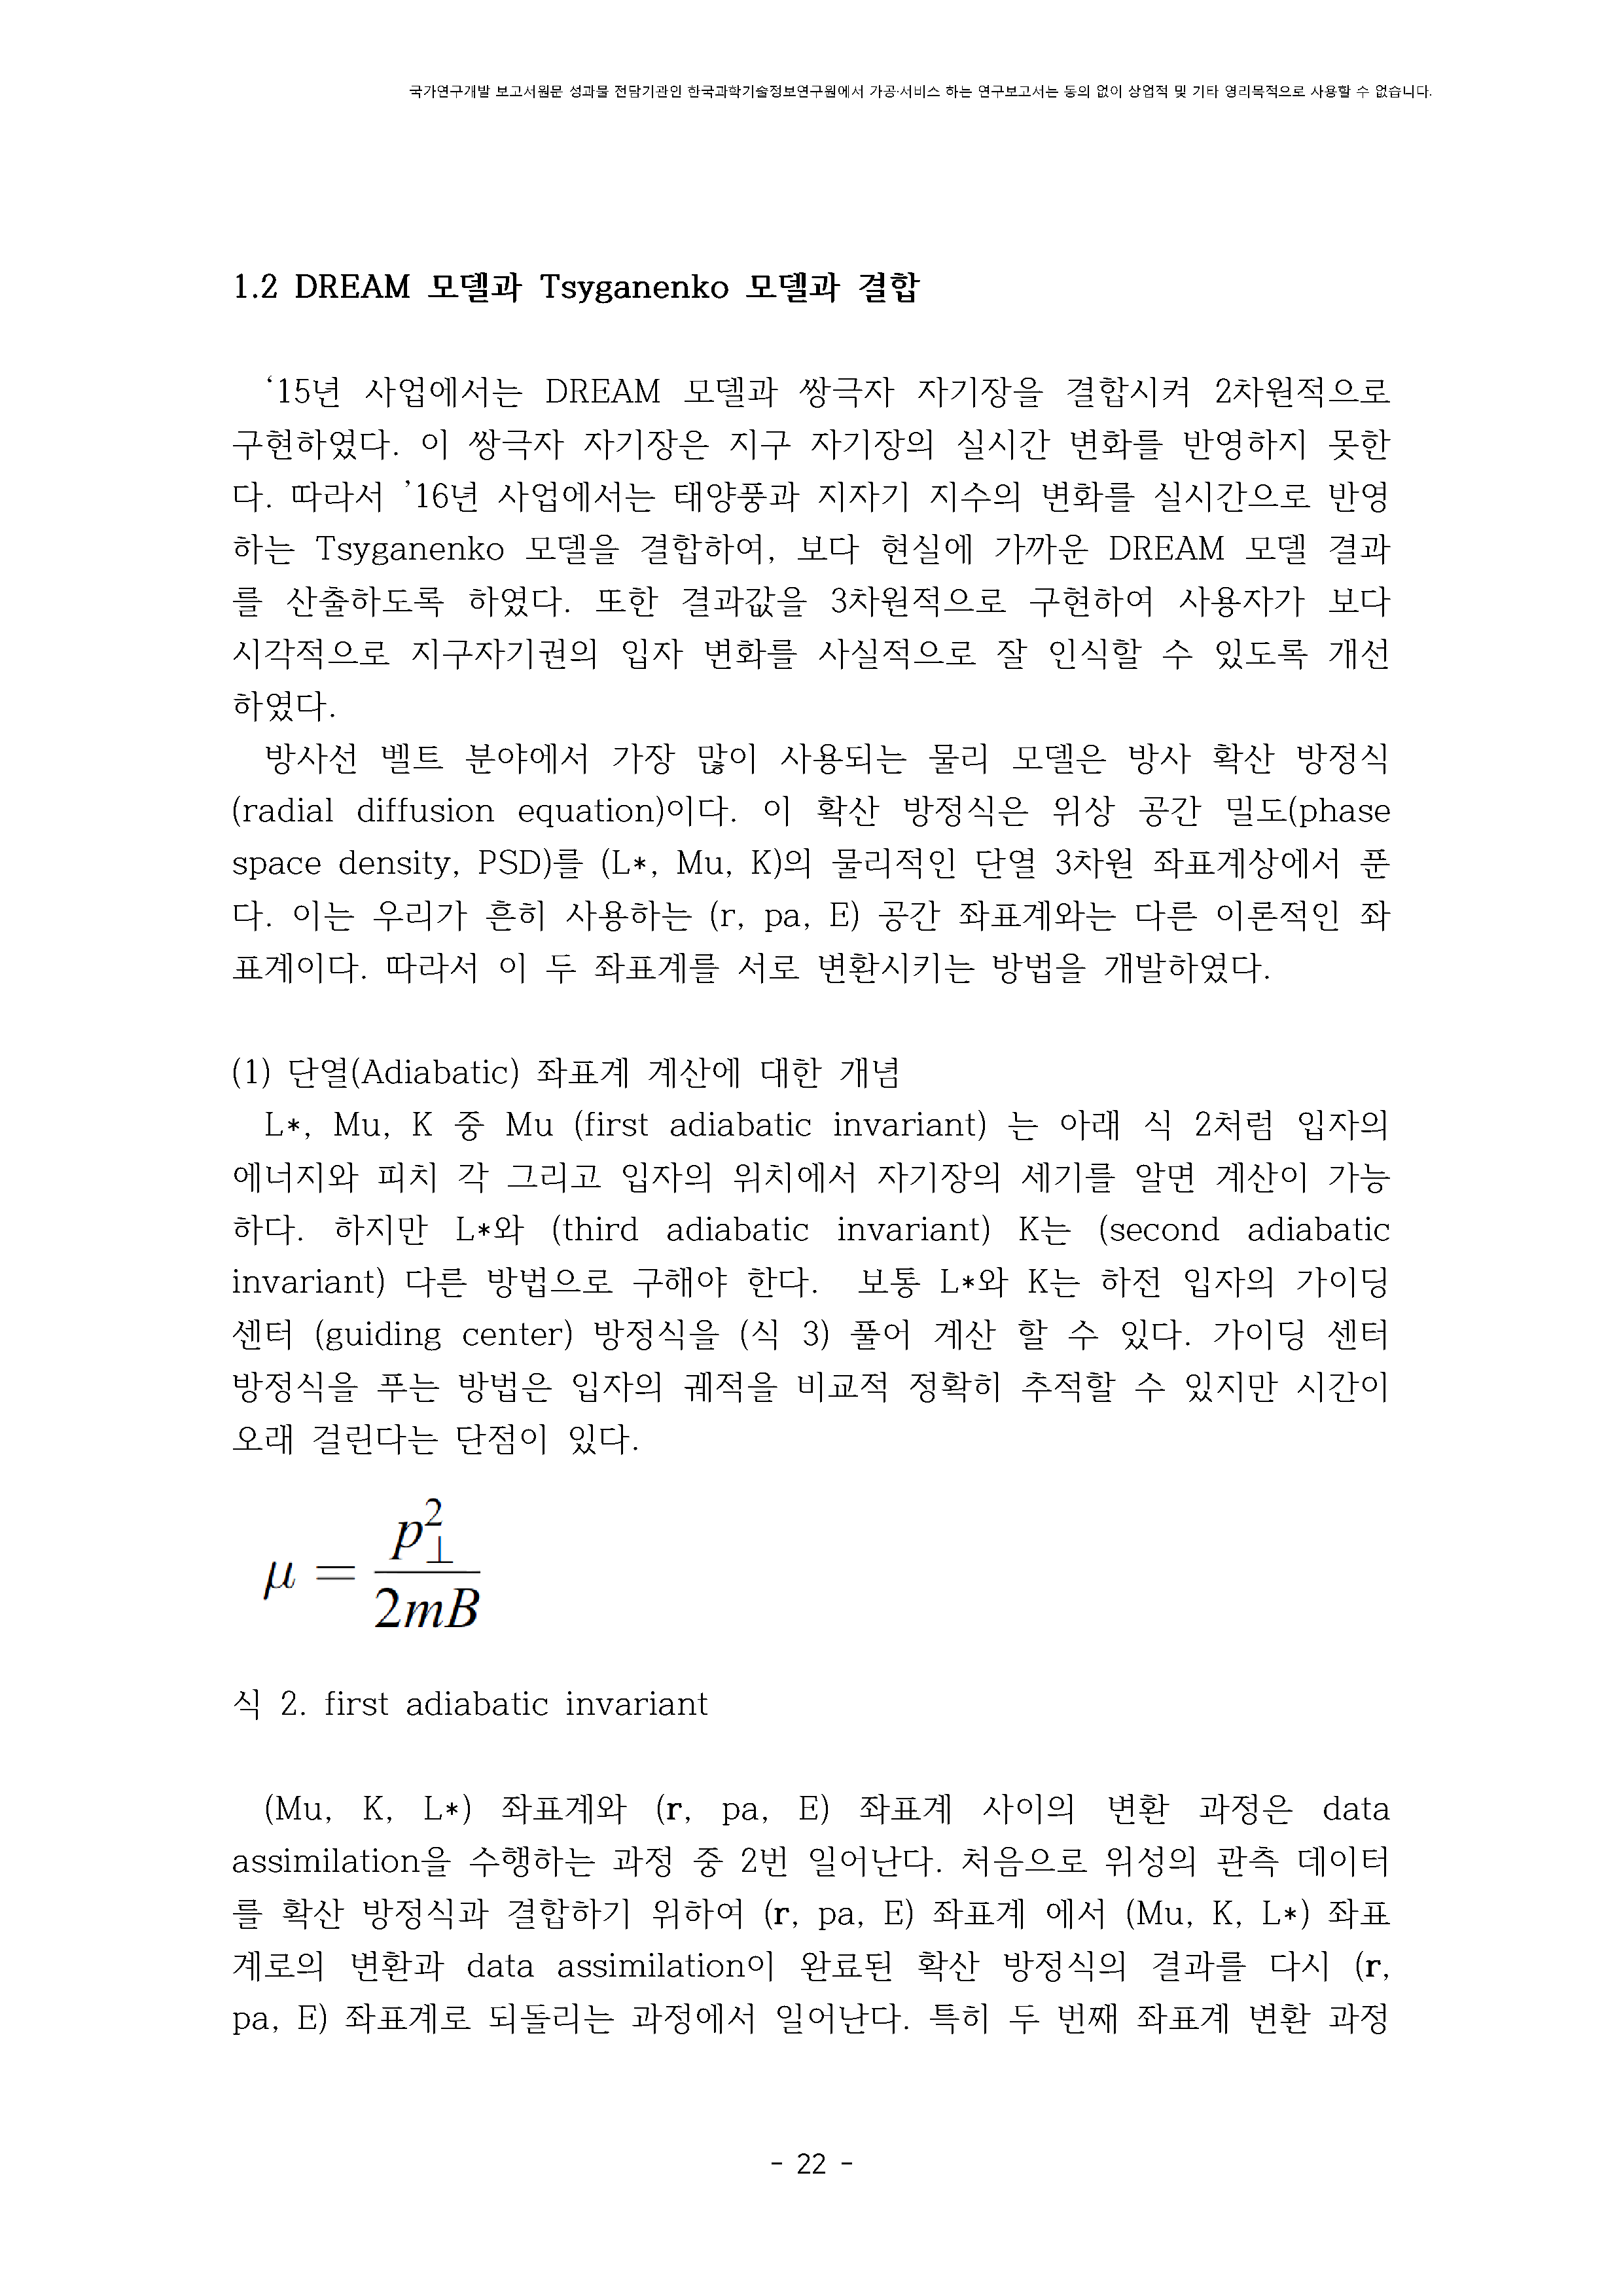 국가연구개발 보고서원문 성과물 전담기관인 한국과학기술정보연구원에서 가공·서비스 하는 연구보고서는 동의 없이 상업적 및 기타 영리목적으로 사용할 수 없습니다.
1.2 DREAM 모델과 Tsyganenko 모델과 결합
‘15년 사업에서는 DREAM 모델과 쌍극자 자기장을 결합시켜 2차원적으로
구현하였다. 이 쌍극자 자기장은 지구 자기장의 실시간 변화를 반영하지 못한
다. 따라서 ’16년 사업에서는 태양풍과 지자기 지수의 변화를 실시간으로 반영
하는 Tsyganenko 모델을 결합하여, 보다 현실에 가까운 DREAM 모델 결과
를 산출하도록 하였다. 또한 결과값을 3차원적으로 구현하여 사용자가 보다
시각적으로 지구자기권의 입자 변화를 사실적으로 잘 인식할 수 있도록 개선
하였다.
방사선 벨트 분야에서 가장 많이 사용되는 물리 모델은 방사 확산 방정식
(radial diffusion equation)이다. 이 확산 방정식은 위상 공간 밀도(phase
space density, PSD)를 (L*, Mu, K)의 물리적인 단열 3차원 좌표계상에서 푼
다. 이는 우리가 흔히 사용하는 (r, pa, E) 공간 좌표계와는 다른 이론적인 좌
표계이다. 따라서 이 두 좌표계를 서로 변환시키는 방법을 개발하였다.
(1) 단열(Adiabatic) 좌표계 계산에 대한 개념
L*, Mu, K 중 Mu (first adiabatic invariant) 는 아래 식 2처럼 입자의
에너지와 피치 각 그리고 입자의 위치에서 자기장의 세기를 알면 계산이 가능
하다. 하지만 L*와 (third adiabatic invariant) K는 (second adiabatic
invariant) 다른 방법으로 구해야 한다. 보통 L*와 K는 하전 입자의 가이딩
센터 (guiding center) 방정식을 (식 3) 풀어 계산 할 수 있다. 가이딩 센터
방정식을 푸는 방법은 입자의 궤적을 비교적 정확히 추적할 수 있지만 시간이
오래 걸린다는 단점이 있다.
μ = p⊥² / 2mB
식 2. first adiabatic invariant
(Mu, K, L*) 좌표계와 (r, pa, E) 좌표계 사이의 변환 과정은 data
assimilation을 수행하는 과정 중 2번 일어난다. 처음으로 위성의 관측 데이터
를 확산 방정식과 결합하기 위하여 (r, pa, E) 좌표계 에서 (Mu, K, L*) 좌표
계로의 변환과 data assimilation이 완료된 확산 방정식의 결과를 다시 (r,
pa, E) 좌표계로 되돌리는 과정에서 일어난다. 특히 두 번째 좌표계 변환 과정
- 22 -